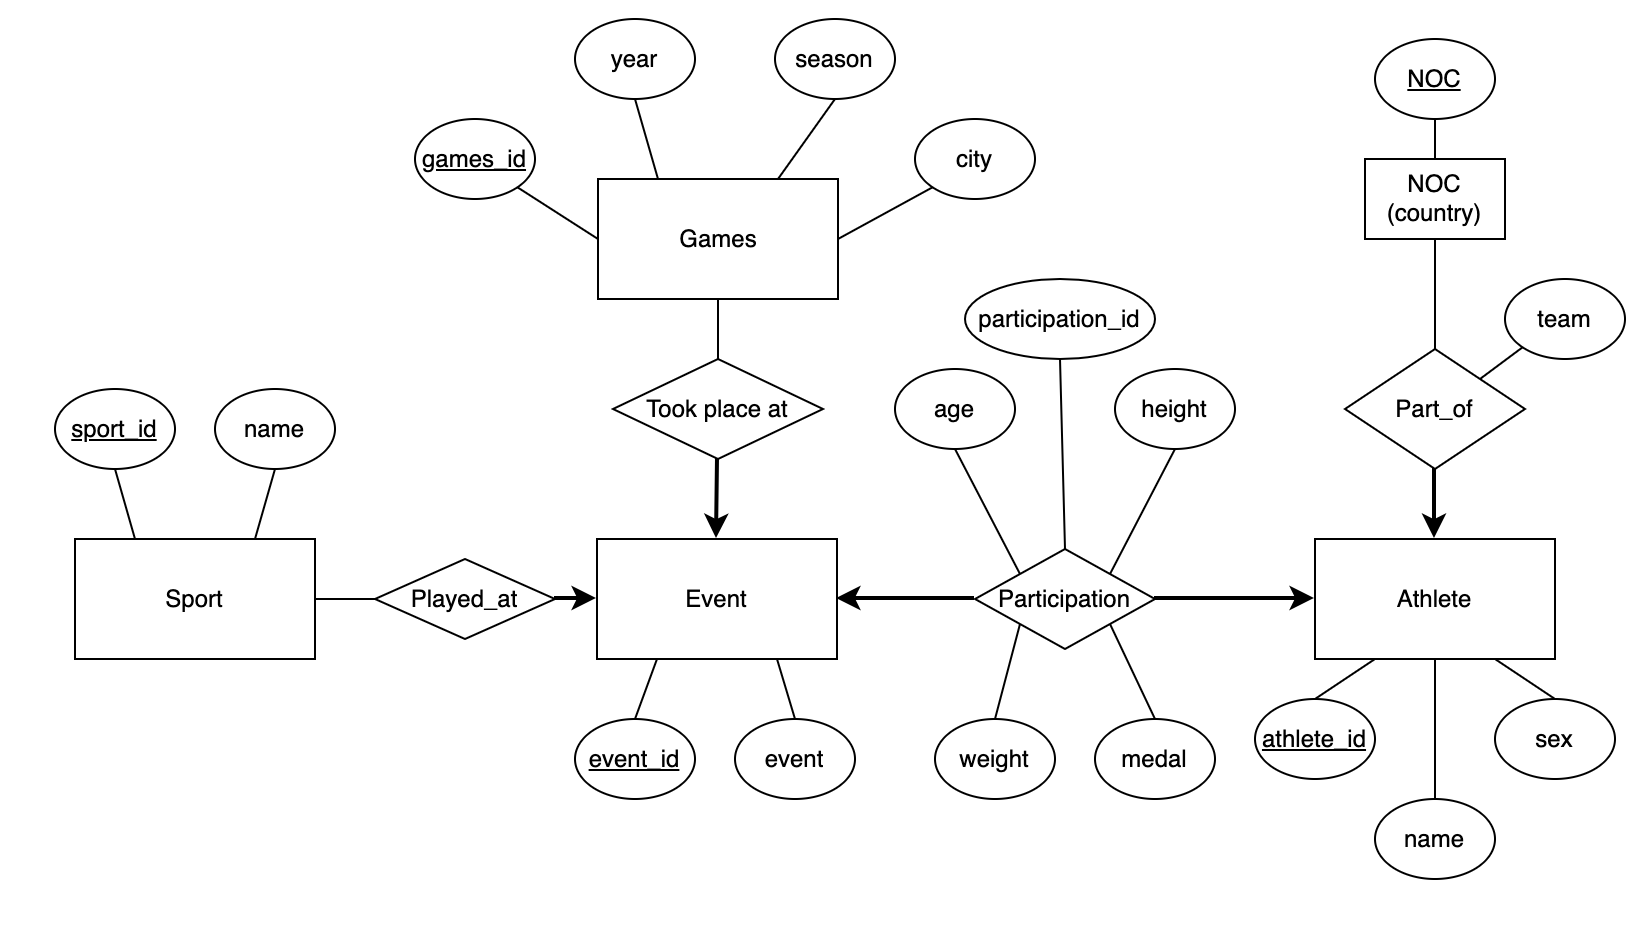 year
season
NOC
games_id
city
NOC
(country)
Games
participation_id
team
age
height
Took place at
Part_of
sport_id
name
Sport
Played_at
Event
Participation
Athlete
event_id
event
weight
medal
athlete_id
sex
name